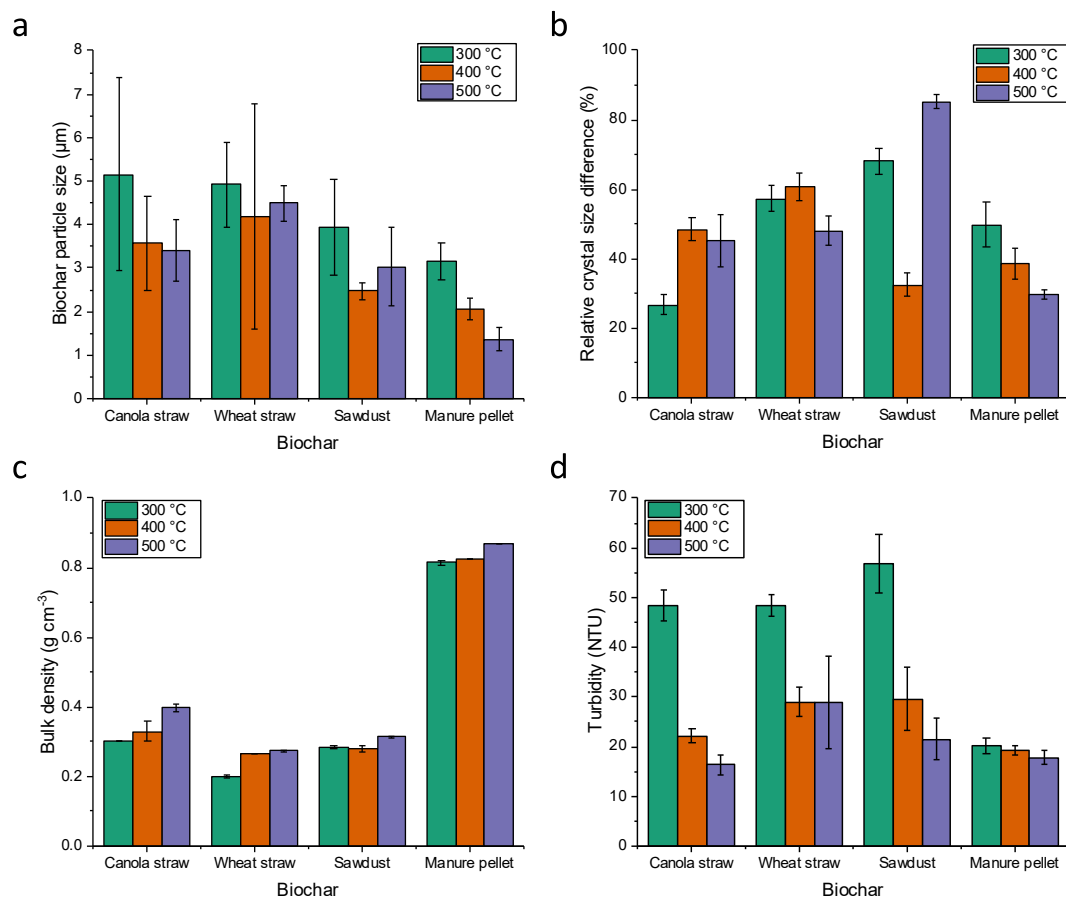 a
300 °C
400 °C
500 °C
Biochar particle size (µm)
8
7
6
5
4
3
2
1
0
Canola straw Wheat straw Sawdust Manure pellet
Biochar
b
300 °C
400 °C
500 °C
Relative crystal size difference (%)
100
80
60
40
20
0
Canola straw Wheat straw Sawdust Manure pellet
Biochar
c
300 °C
400 °C
500 °C
Bulk density (g cm⁻³)
1.0
0.8
0.6
0.4
0.2
0.0
Canola straw Wheat straw Sawdust Manure pellet
Biochar
d
300 °C
400 °C
500 °C
Turbidity (NTU)
70
60
50
40
30
20
10
0
Canola straw Wheat straw Sawdust Manure pellet
Biochar